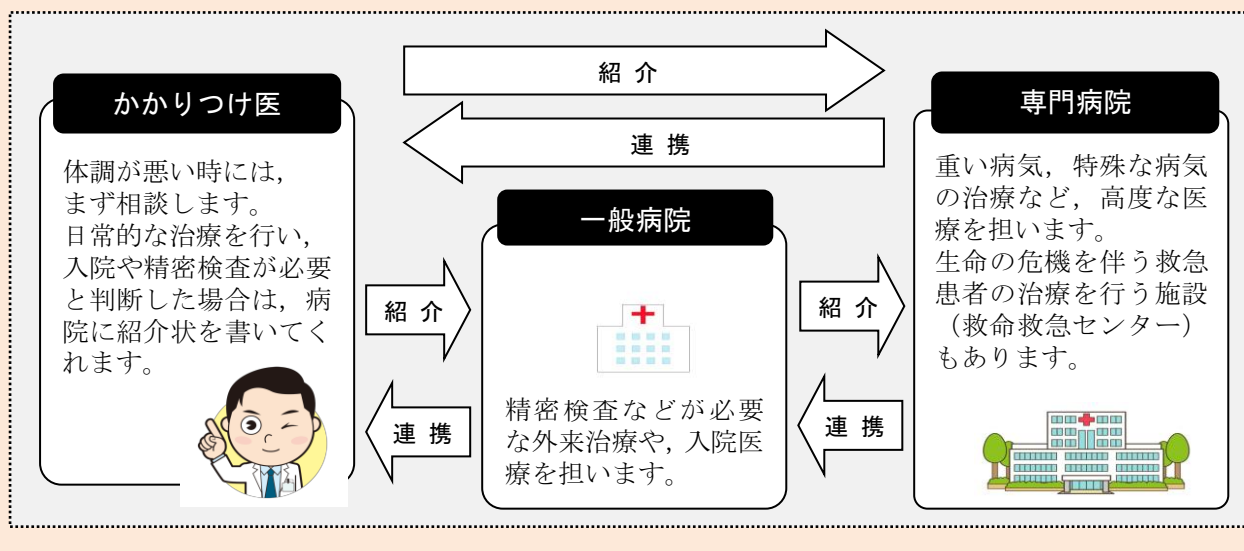 紹 介
連 携
かかりつけ医
体調が悪い時には，
まず相談します。
日常的な治療を行い，
入院や精密検査が必要
と判断した場合は，病
院に紹介状を書いてく
れます。
紹 介
連 携
一般病院
精密検査などが必要
な外来治療や，入院医
療を担います。
紹 介
連 携
専門病院
重い病気，特殊な病気
の治療など，高度な医
療を担います。
生命の危機を伴う救急
患者の治療を行う施設
（救命救急センター）
もあります。